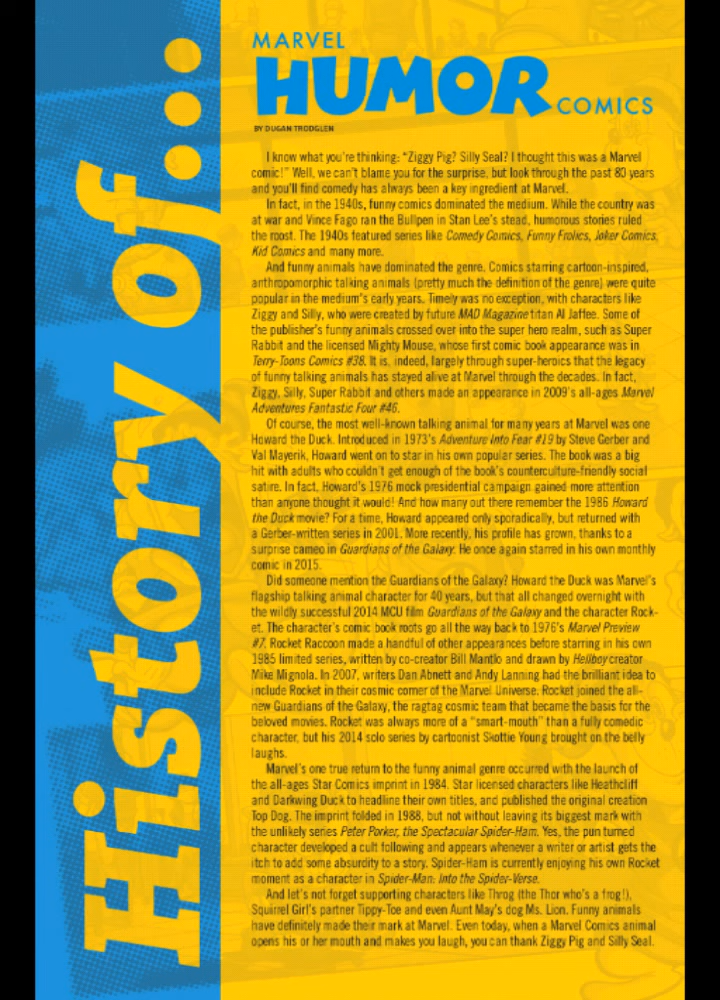 History of...
MARVEL
HUMOR COMICS
BY DUGAN TRODGLEN
I know what you're thinking: "Ziggy Pig? Silly Seal? I thought this was a Marvel
comic!" Well, we can't blame you for the surprise, but look through the past 80 years
and you'll find comedy has always been a key ingredient at Marvel.
In fact, in the 1940s, funny comics dominated the medium. While the country was
at war and Vince Fago ran the Bullpen in Stan Lee's stead, humorous stories ruled
the roost. The 1940s featured series like Comedy Comics, Funny Frolics, Joker Comics,
Kid Comics and many more.
And funny animals have dominated the genre. Comics starring cartoon-inspired,
anthropomorphic talking animals (pretty much the definition of the genre) were quite
popular in the medium's early years. Timely was no exception, with characters like
Ziggy and Silly, who were created by future MAD Magazine titan Al Jaffee. Some of
the publisher's funny animals crossed over into the super hero realm, such as Super
Rabbit and the licensed Mighty Mouse, whose first comic book appearance was in
Terry-Toons Comics #38. It is, indeed, largely through super-heroics that the legacy
of funny talking animals has stayed alive at Marvel through the decades. In fact,
Ziggy, Silly, Super Rabbit and others made an appearance in 2009's all-ages Marvel
Adventures Fantastic Four #46.
Of course, the most well-known talking animal for many years at Marvel was one
Howard the Duck. Introduced in 1973's Adventure Into Fear #19 by Steve Gerber and
Val Mayerik, Howard went on to star in his own popular series. The book was a big
hit with adults who couldn't get enough of the book's counterculture-friendly social
satire. In fact, Howard's 1976 mock presidential campaign gained more attention
than anyone thought it would! And how many out there remember the 1986 Howard
the Duck movie? For a time, Howard appeared only sporadically, but returned with
a Gerber-written series in 2001. More recently, his profile has grown, thanks to a
surprise cameo in Guardians of the Galaxy. He once again starred in his own monthly
comic in 2015.
Did someone mention the Guardians of the Galaxy? Howard the Duck was Marvel's
flagship talking animal character for 40 years, but that all changed overnight with
the wildly successful 2014 MCU film Guardians of the Galaxy and the character Rock-
et. The character's comic book roots go all the way back to 1976's Marvel Preview
#7. Rocket Raccoon made a handful of other appearances before starring in his own
1985 limited series, written by co-creator Bill Mantlo and drawn by Hellboy creator
Mike Mignola. In 2007, writers Dan Abnett and Andy Lanning had the brilliant idea to
include Rocket in their cosmic corner of the Marvel Universe. Rocket joined the all-
new Guardians of the Galaxy, the ragtag cosmic team that became the basis for the
beloved movies. Rocket was always more of a "smart-mouth" than a fully comedic
character, but his 2014 solo series by cartoonist Skottie Young brought on the belly
laughs.
Marvel's one true return to the funny animal genre occurred with the launch of
the all-ages Star Comics imprint in 1984. Star licensed characters like Heathcliff
and Darkwing Duck to headline their own titles, and published the original creation
Top Dog. The imprint folded in 1988, but not without leaving its biggest mark with
the unlikely series Peter Porker, the Spectacular Spider-Ham. Yes, the pun turned
character developed a cult following and appears whenever a writer or artist gets the
itch to add some absurdity to a story. Spider-Ham is currently enjoying his own Rocket
moment as a character in Spider-Man: Into the Spider-Verse.
And let's not forget supporting characters like Throg (the Thor who's a frog!),
Squirrel Girl's partner Tippy-Toe and even Aunt May's dog Ms. Lion. Funny animals
have definitely made their mark at Marvel. Even today, when a Marvel Comics animal
opens his or her mouth and makes you laugh, you can thank Ziggy Pig and Silly Seal.